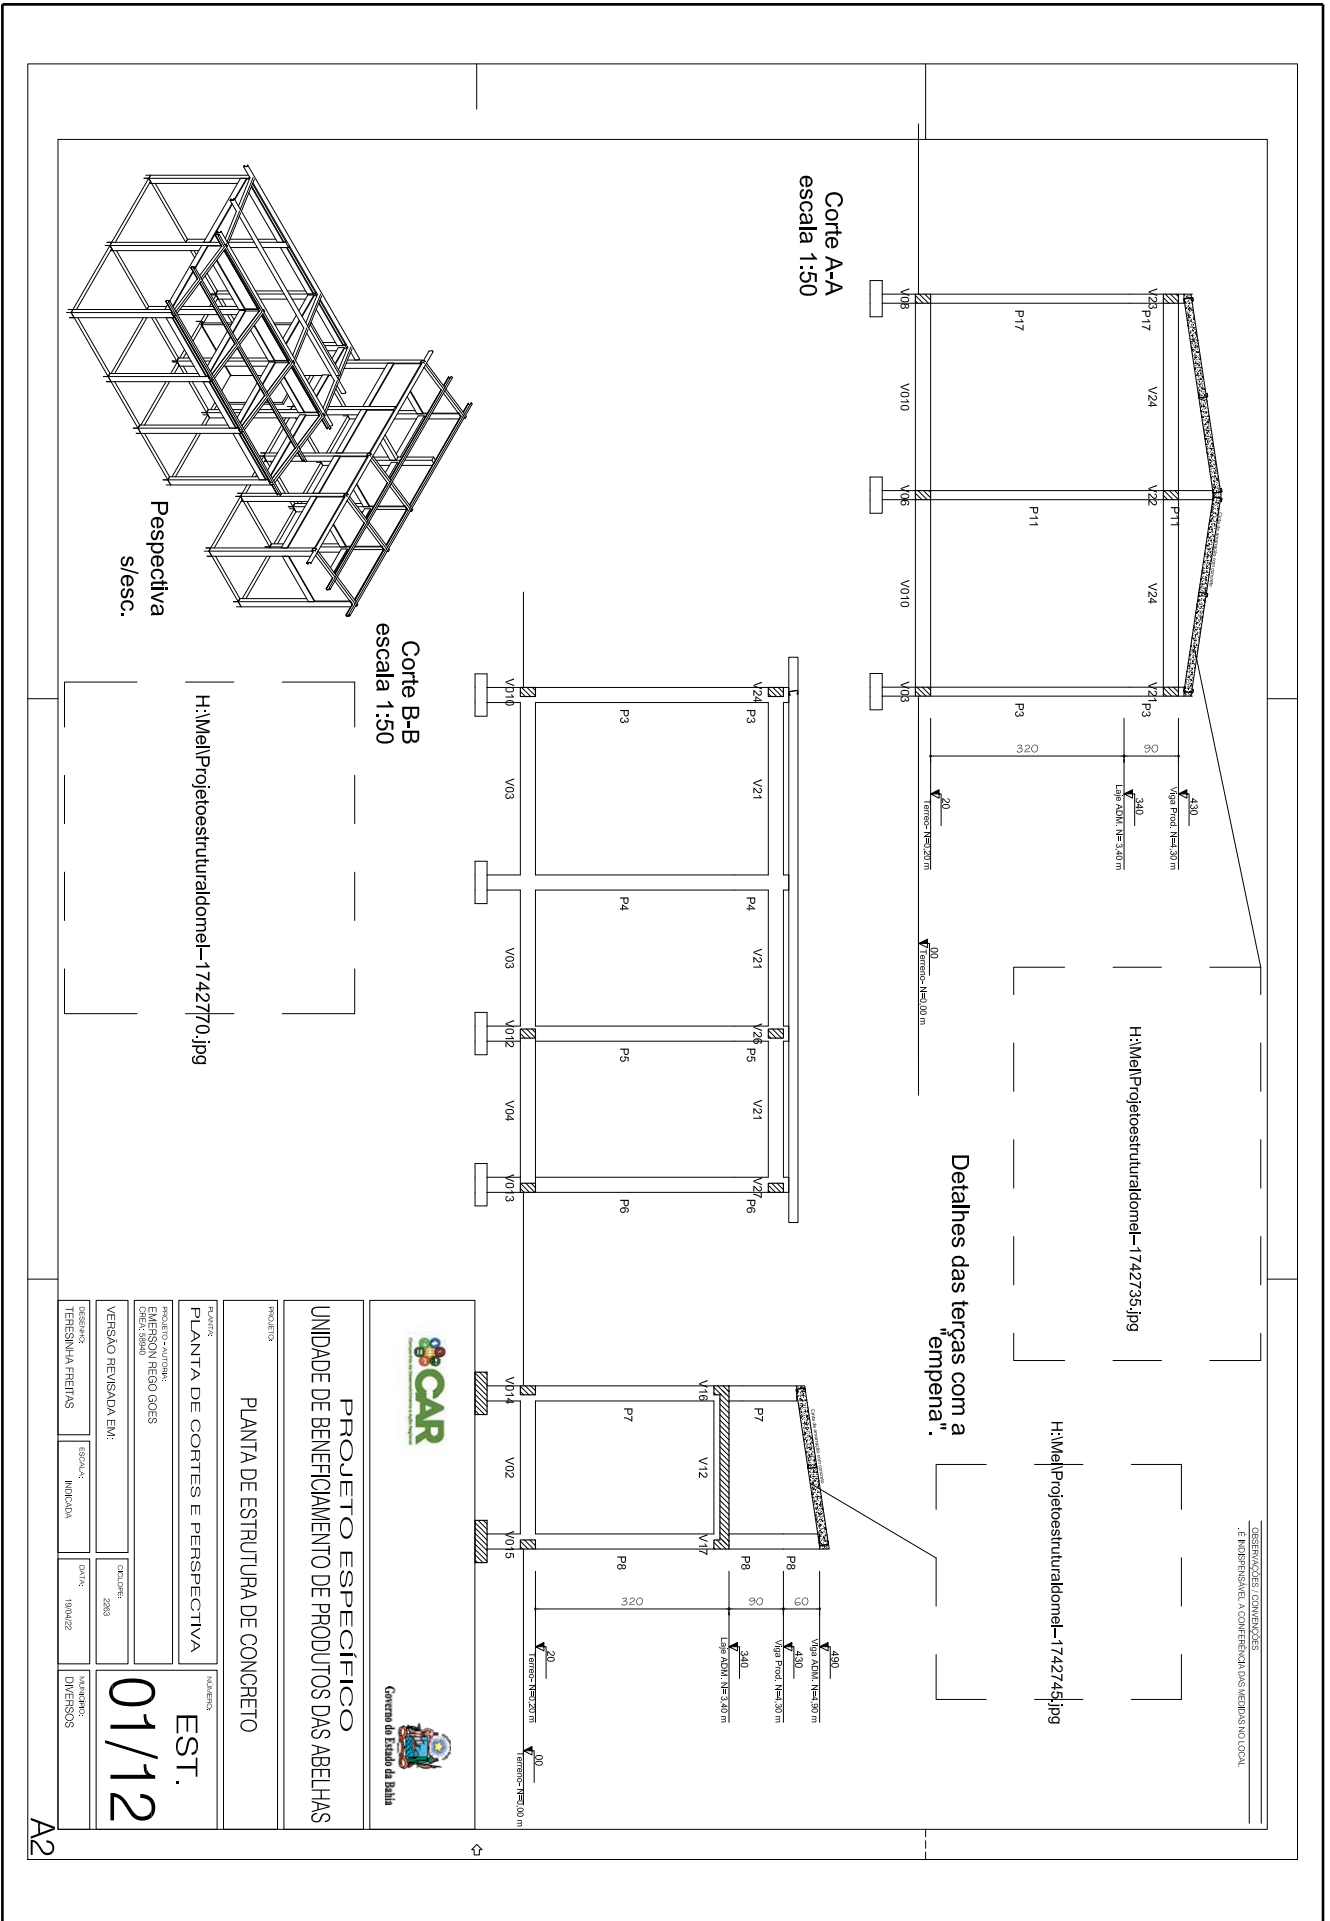 OBSERVAÇÕES / CONVENÇÕES
. É INDISPENSÁVEL A CONFERÊNCIA DAS MEDIDAS NO LOCAL
Corte A-A
escala 1:50
V23
P17
V24
V22
P11
V24
V21
P3
P17
P11
P3
V08
V010
V06
V010
V03
90
320
430
Viga Prod. N=4,30 m
340
Laje ADM. N= 3,40 m
20
Terreo- N=0,20 m
00
Terreno- N=0,00 m
H:\Mel\Projetoestruturaldomel-1742735.jpg
Detalhes das terças com a
"empena".
H:\Mel\Projetoestruturaldomel-1742745.jpg
Corte B-B
escala 1:50
V24
P3
V21
P4
V21
V26
P5
V21
V27
P6
P3
P4
P5
P6
V010
V03
V03
V012
V04
V013
V16
P7
V12
V17
P8
P8
P7
P8
V014
V02
V015
60
90
320
490
Viga ADM. N=4,90 m
430
Viga Prod. N=4,30 m
340
Laje ADM. N= 3,40 m
20
Terreo- N=0,20 m
00
Terreno- N=0,00 m
Pespectiva
s/esc.
H:\Mel\Projetoestruturaldomel-1742770.jpg
CAR
Governo do Estado da Bahia
PROJETO ESPECÍFICO
UNIDADE DE BENEFICIAMENTO DE PRODUTOS DAS ABELHAS
PROJETO:
PLANTA DE ESTRUTURA DE CONCRETO
PLANTA:
PLANTA DE CORTES E PERSPECTIVA
NUMERO:
EST.
01/12
PROJETO - AUTORIA:
EMERSON REGO GOES
CREA: 58940
VERSÃO REVISADA EM:
CICLOPE:
2263
DESENHO:
TERESINHA FREITAS
ESCALA:
INDICADA
DATA:
19/04/22
MUNICÍPIO:
DIVERSOS
A2